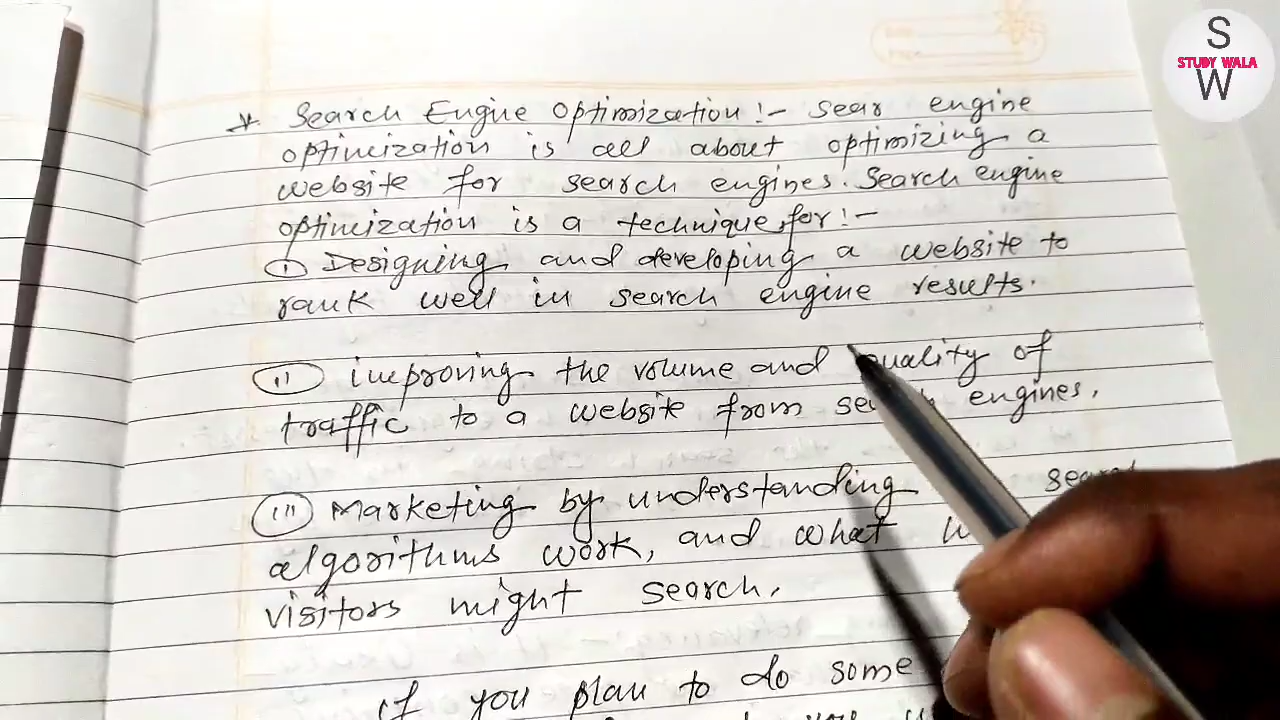 S
STUDY WALA
W
* Search Engine Optimization :- Sear engine
optimization is all about optimizing a
website for search engines. Search engine
optimization is a technique for :-
(i) Designing and developing a website to
rank well in search engine results.
(ii) improving the volume and quality of
traffic to a website from engines.
(iii) Marketing by understanding
algorithms work, and what
visitors might search.
if you plan to do some